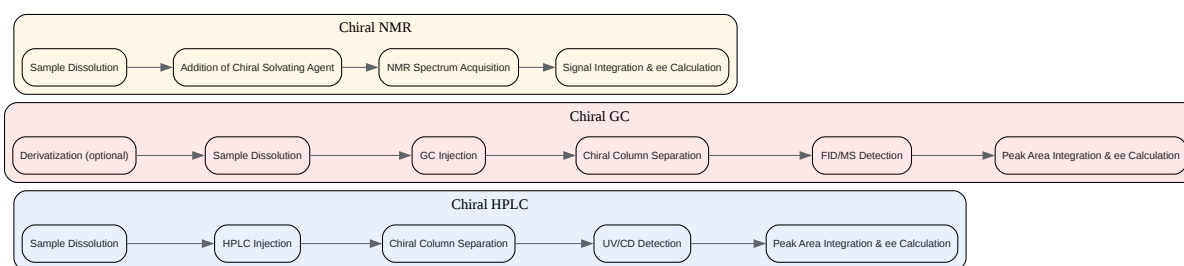 Chiral NMR
Sample Dissolution
Addition of Chiral Solvating Agent
NMR Spectrum Acquisition
Signal Integration & ee Calculation
Chiral GC
Derivatization (optional)
Sample Dissolution
GC Injection
Chiral Column Separation
FID/MS Detection
Peak Area Integration & ee Calculation
Chiral HPLC
Sample Dissolution
HPLC Injection
Chiral Column Separation
UV/CD Detection
Peak Area Integration & ee Calculation